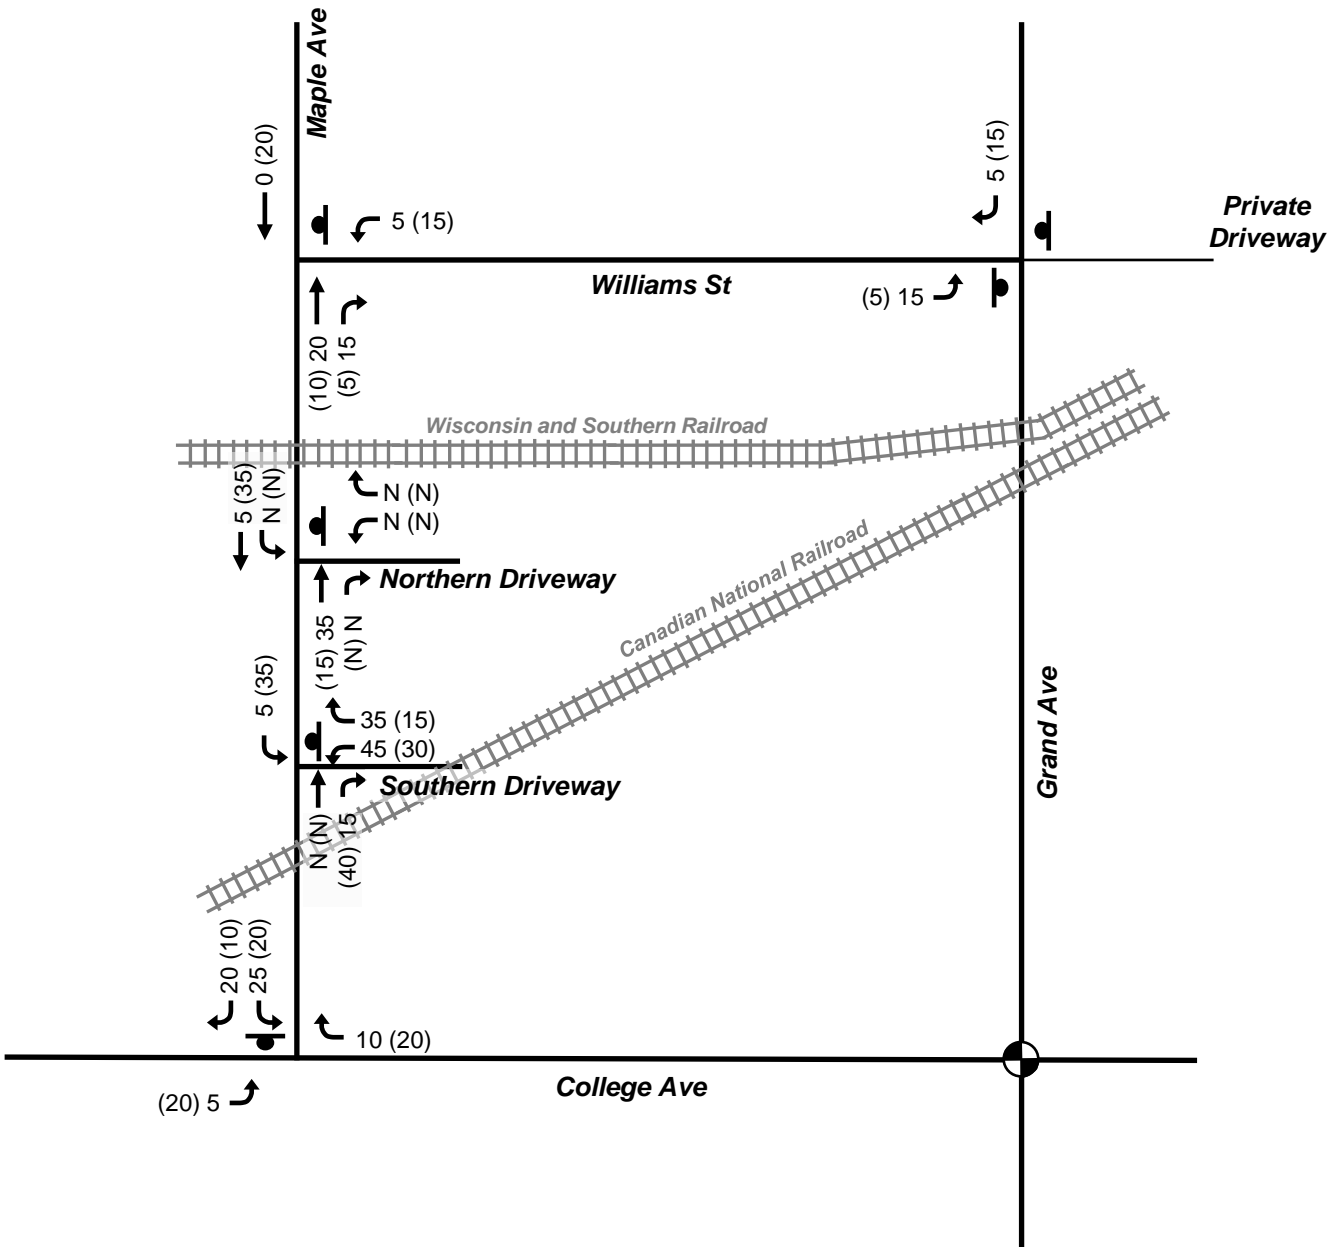 Maple Ave
0 (20)
5 (15)
5 (15)
Private
Driveway
Williams St
(5) 15
(10) 20
(5) 15
Wisconsin and Southern Railroad
5 (35)
N (N)
N (N)
N (N)
Northern Driveway
Canadian National Railroad
(15) 35
(N) N
5 (35)
35 (15)
45 (30)
Southern Driveway
Grand Ave
N (N)
(40) 15
20 (10)
25 (20)
10 (20)
College Ave
(20) 5